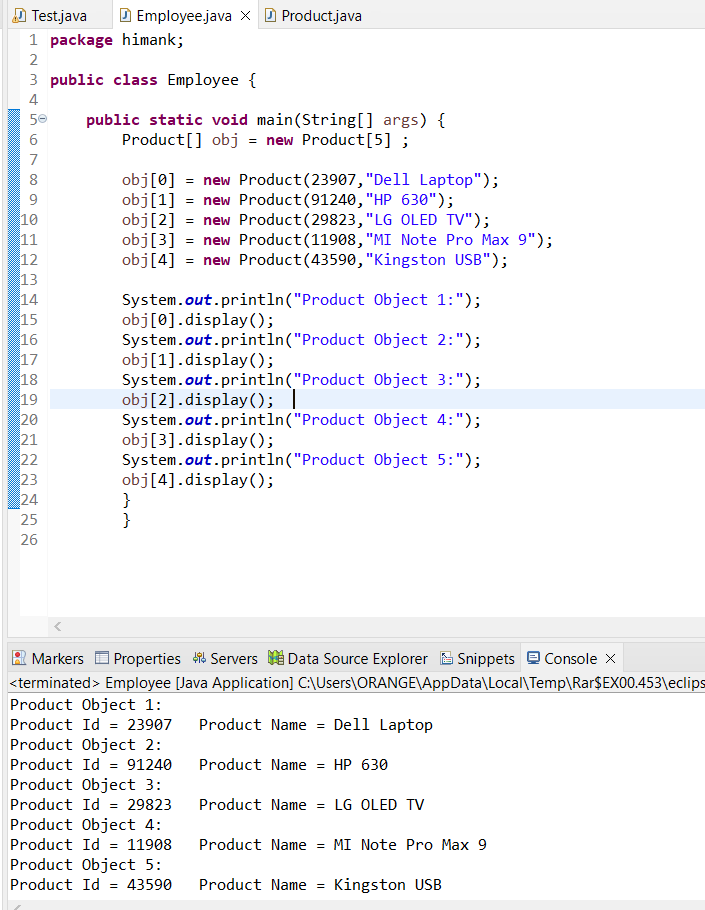 Test.java Employee.java Product.java
1 package himank;
2
3 public class Employee {
4
5 public static void main(String[] args) {
6 Product[] obj = new Product[5] ;
7
8 obj[0] = new Product(23907,"Dell Laptop");
9 obj[1] = new Product(91240,"HP 630");
10 obj[2] = new Product(29823,"LG OLED TV");
11 obj[3] = new Product(11908,"MI Note Pro Max 9");
12 obj[4] = new Product(43590,"Kingston USB");
13
14 System.out.println("Product Object 1:");
15 obj[0].display();
16 System.out.println("Product Object 2:");
17 obj[1].display();
18 System.out.println("Product Object 3:");
19 obj[2].display();
20 System.out.println("Product Object 4:");
21 obj[3].display();
22 System.out.println("Product Object 5:");
23 obj[4].display();
24 }
25 }
26
Markers Properties Servers Data Source Explorer Snippets Console
<terminated> Employee [Java Application] C:\Users\ORANGE\AppData\Local\Temp\Rar$EX00.453\eclips
Product Object 1:
Product Id = 23907 Product Name = Dell Laptop
Product Object 2:
Product Id = 91240 Product Name = HP 630
Product Object 3:
Product Id = 29823 Product Name = LG OLED TV
Product Object 4:
Product Id = 11908 Product Name = MI Note Pro Max 9
Product Object 5:
Product Id = 43590 Product Name = Kingston USB